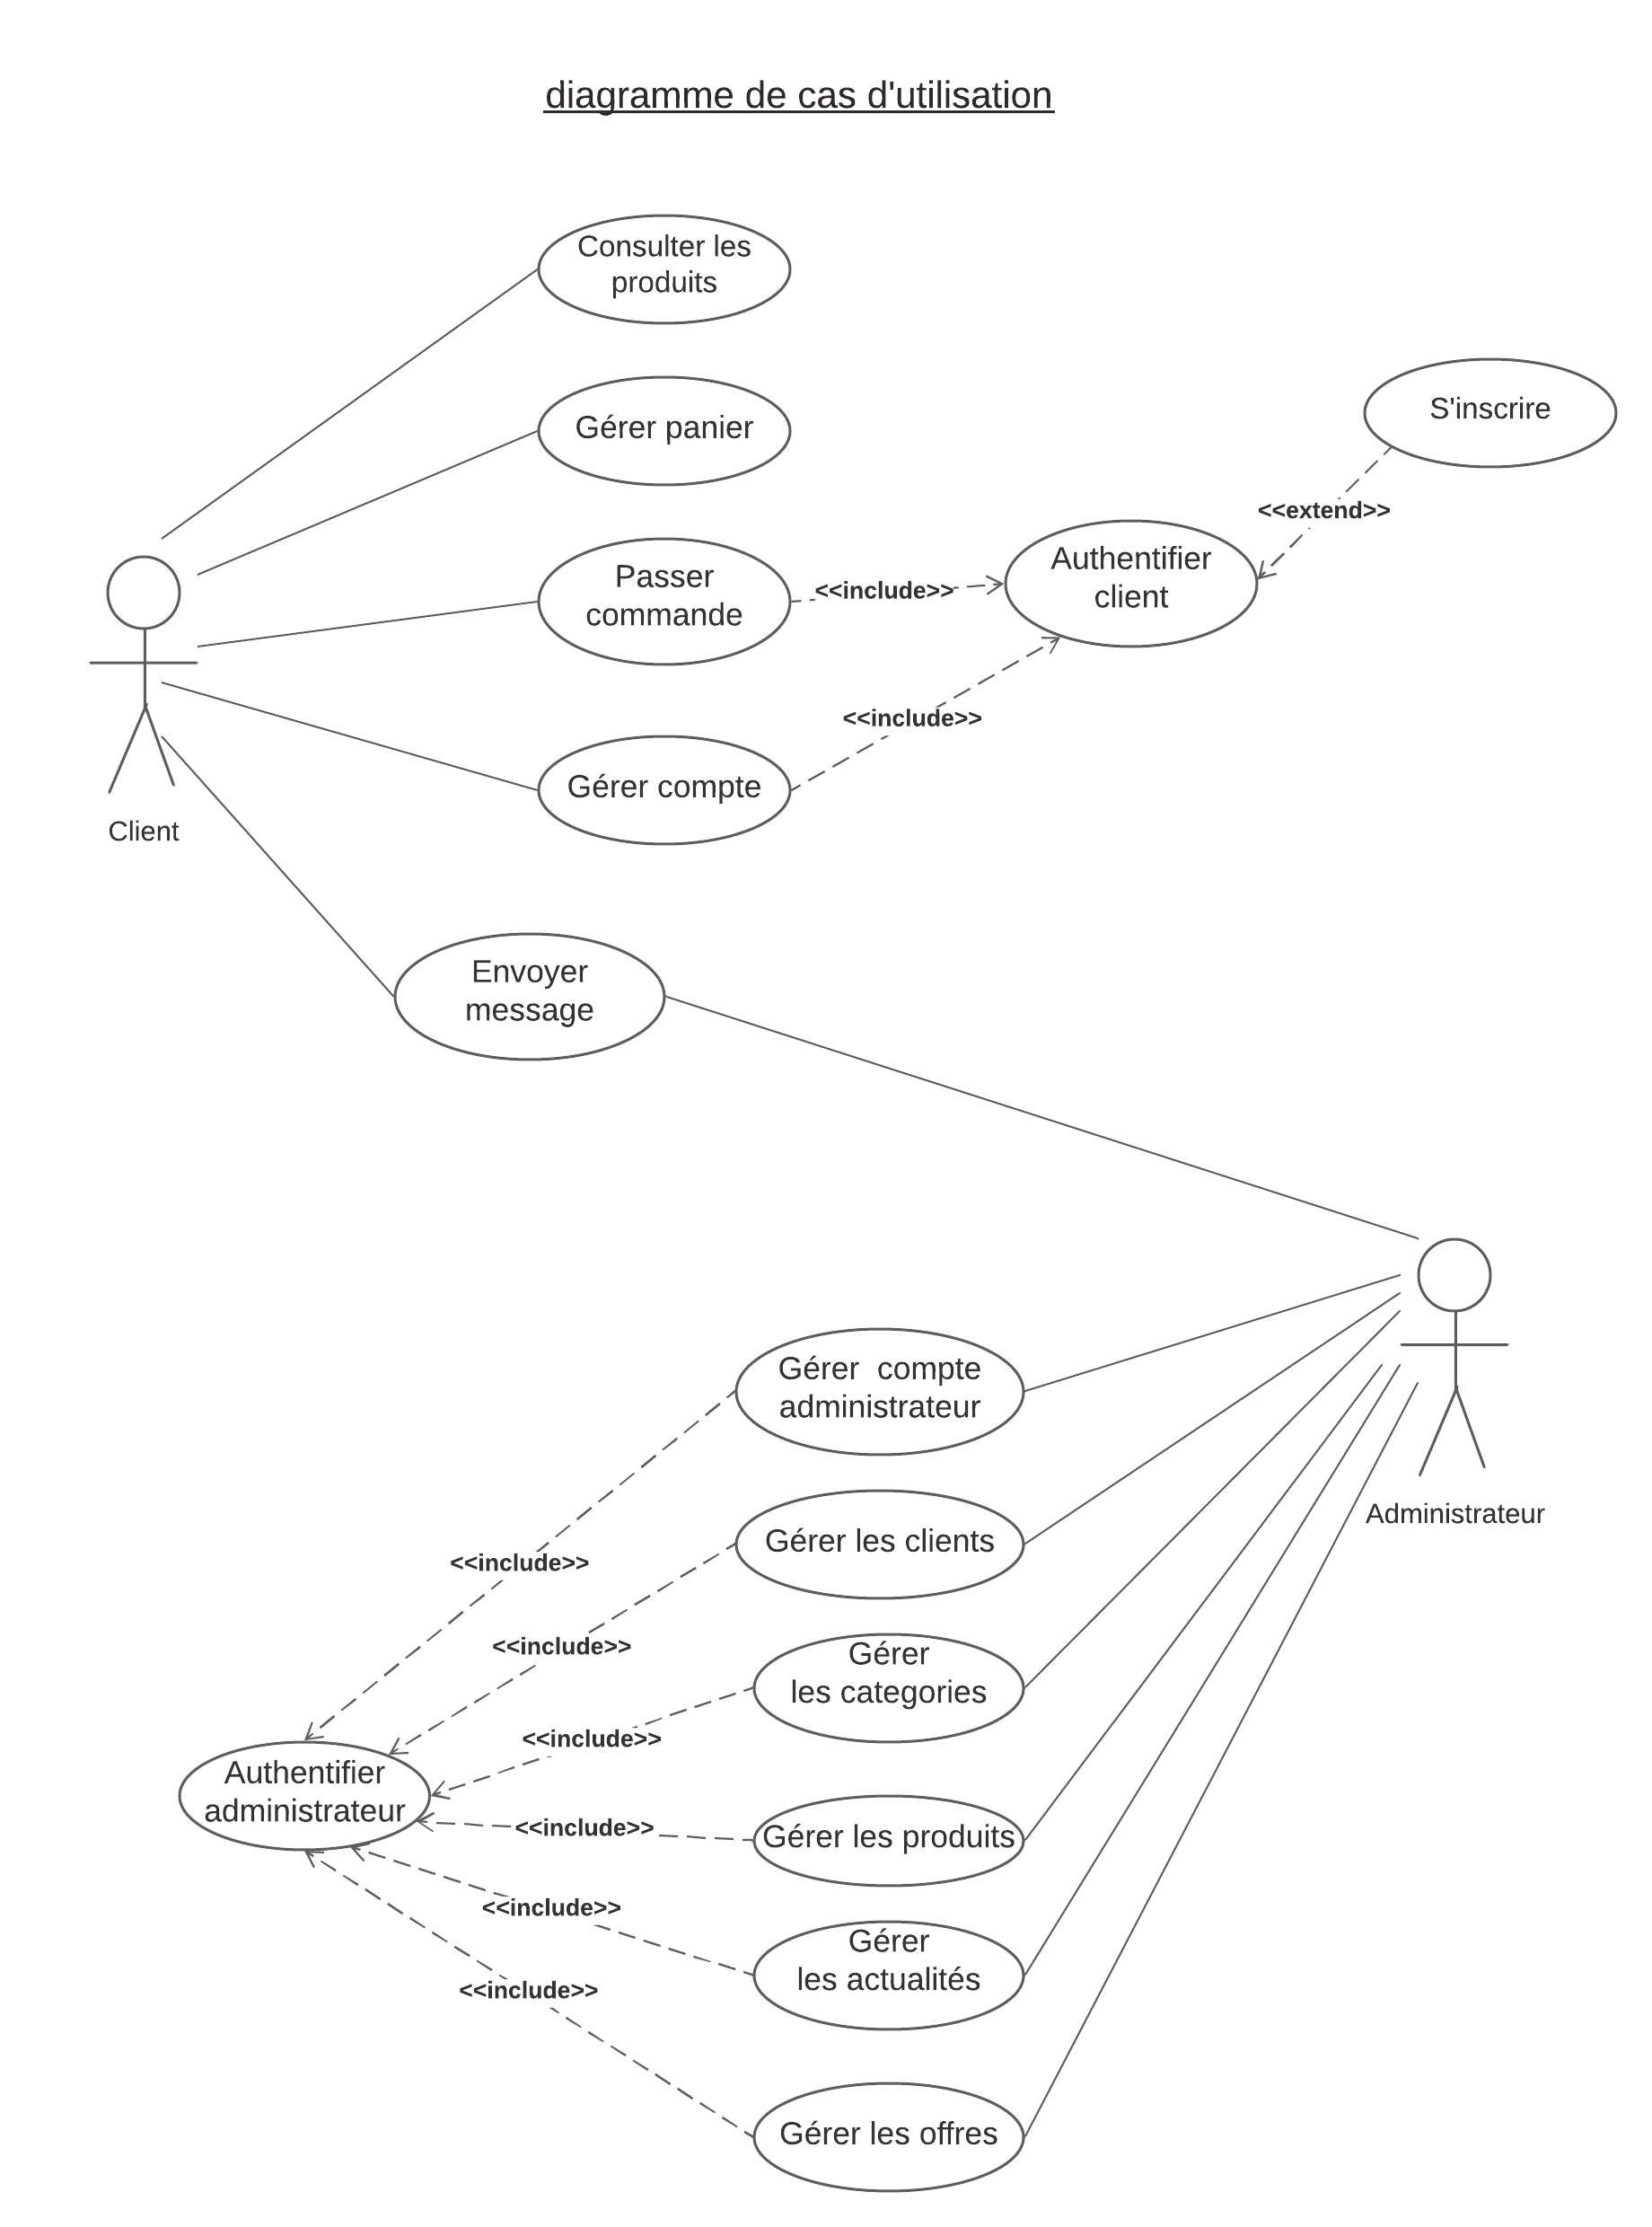 diagramme de cas d'utilisation
Consulter les
produits
Gérer panier
S'inscrire
<<extend>>
Passer
commande
<<include>>
Authentifier
client
<<include>>
Gérer compte
Client
Envoyer
message
Gérer  compte
administrateur
Administrateur
Gérer les clients
<<include>>
<<include>>
Gérer
les categories
<<include>>
Authentifier
administrateur
<<include>>
Gérer les produits
<<include>>
Gérer
les actualités
<<include>>
Gérer les offres